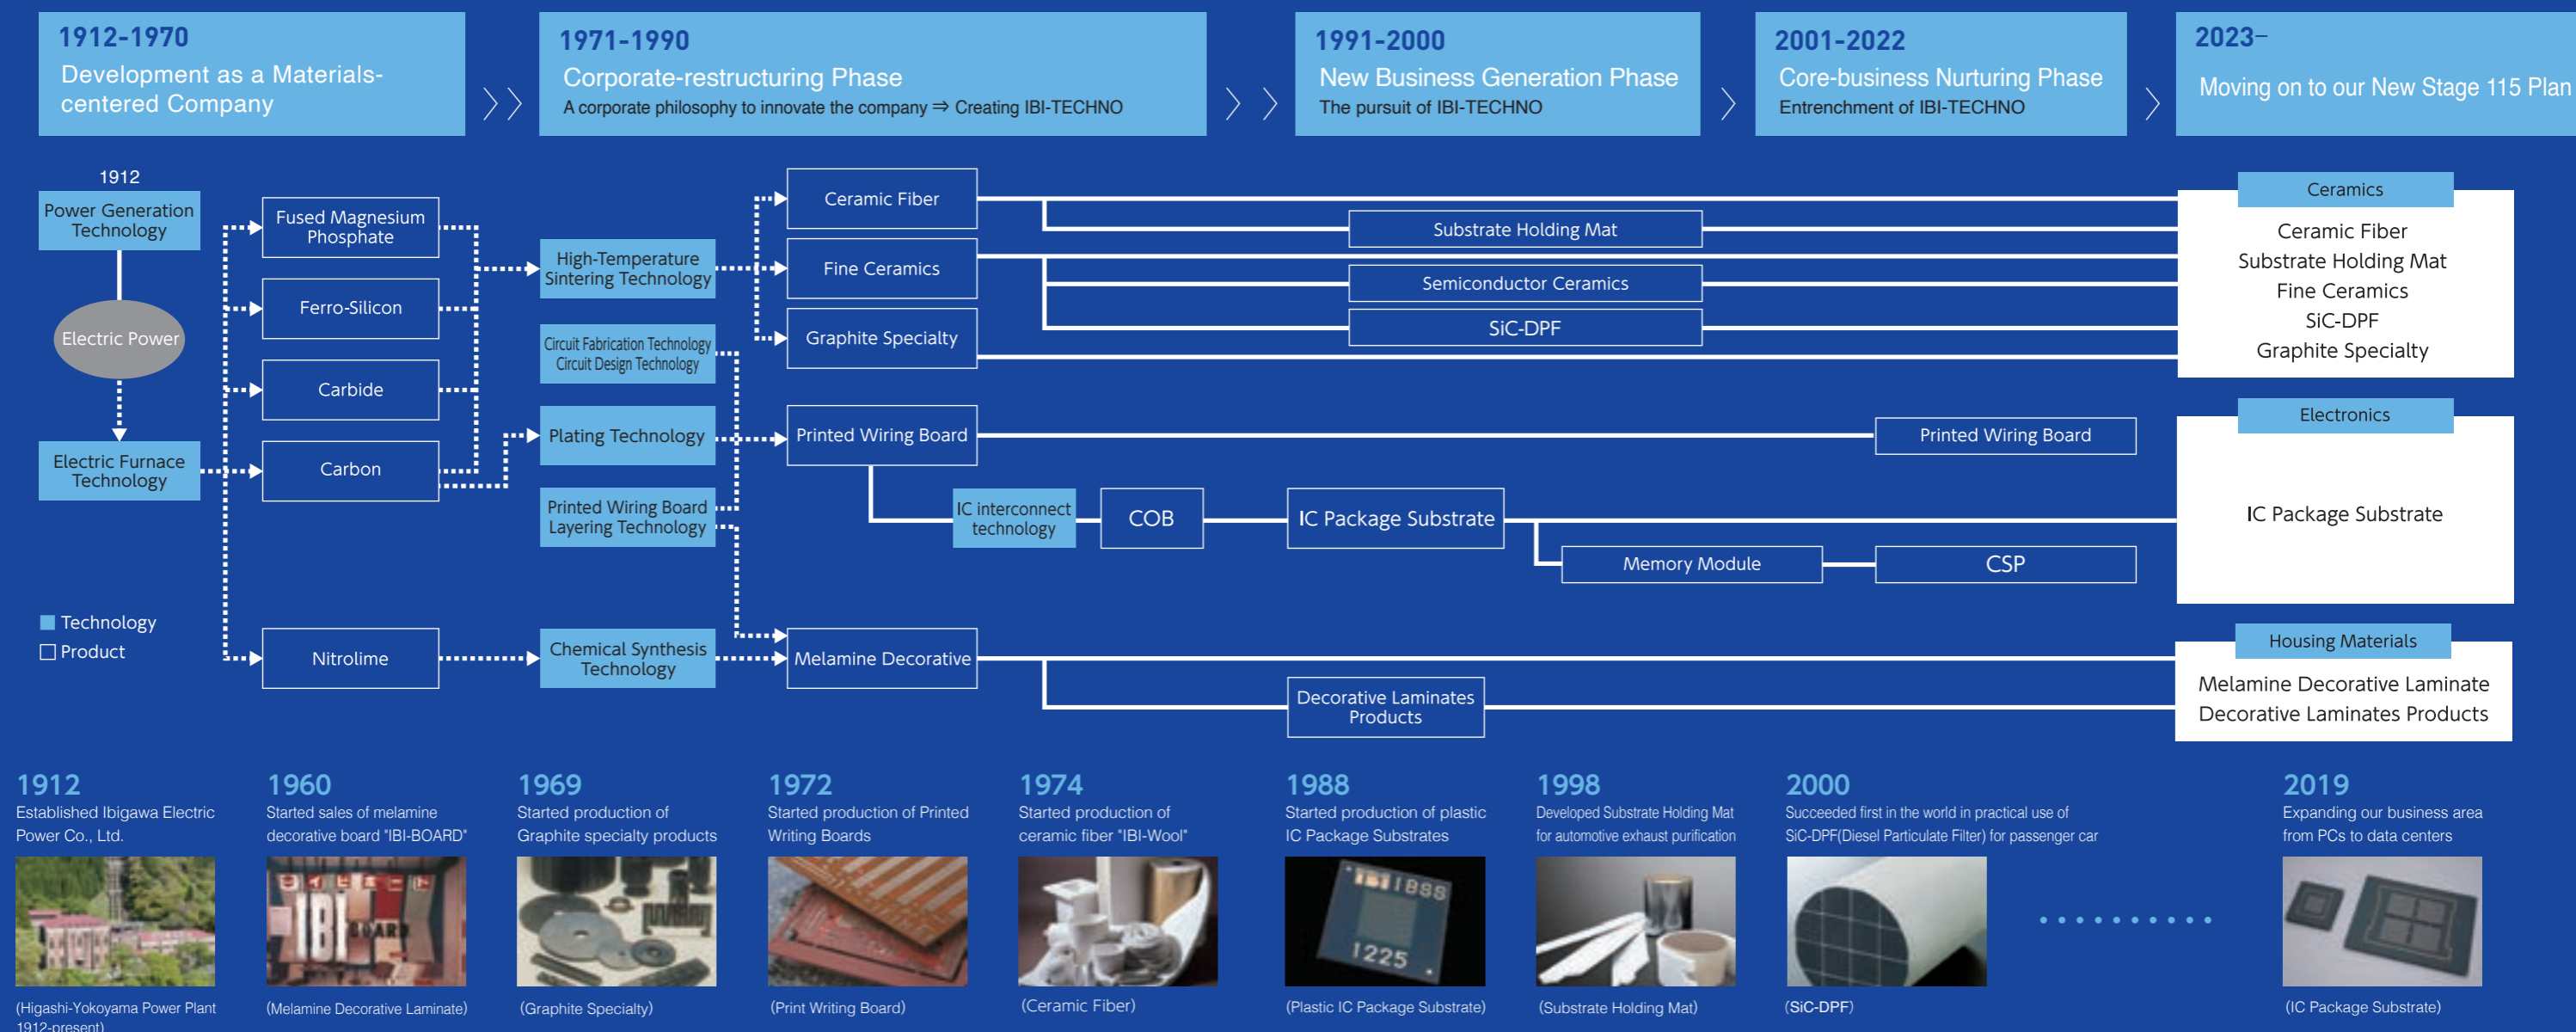 1912-1970
Development as a Materials-
centered Company
1971-1990
Corporate-restructuring Phase
A corporate philosophy to innovate the company ⇒ Creating IBI-TECHNO
1991-2000
New Business Generation Phase
The pursuit of IBI-TECHNO
2001-2022
Core-business Nurturing Phase
Entrenchment of IBI-TECHNO
2023–
Moving on to our New Stage 115 Plan
1912
Power Generation
Technology
Electric Power
Electric Furnace
Technology
Technology
Product
Fused Magnesium
Phosphate
Ferro-Silicon
Carbide
Carbon
Nitrolime
High-Temperature
Sintering Technology
Circuit Fabrication Technology
Circuit Design Technology
Plating Technology
Printed Wiring Board
Layering Technology
Chemical Synthesis
Technology
Ceramic Fiber
Fine Ceramics
Graphite Specialty
Printed Wiring Board
IC interconnect
technology
COB
Melamine Decorative
Substrate Holding Mat
Semiconductor Ceramics
SiC-DPF
IC Package Substrate
Memory Module
Decorative Laminates
Products
Printed Wiring Board
CSP
Ceramics
Ceramic Fiber
Substrate Holding Mat
Fine Ceramics
SiC-DPF
Graphite Specialty
Electronics
IC Package Substrate
Housing Materials
Melamine Decorative Laminate
Decorative Laminates Products
1912
Established Ibigawa Electric
Power Co., Ltd.
(Higashi-Yokoyama Power Plant
1912-present)
1960
Started sales of melamine
decorative board "IBI-BOARD"
イビボード
IBI
BOARD
(Melamine Decorative Laminate)
1969
Started production of
Graphite specialty products
(Graphite Specialty)
1972
Started production of Printed
Writing Boards
(Print Writing Board)
1974
Started production of
ceramic fiber "IBI-Wool"
(Ceramic Fiber)
1988
Started production of plastic
IC Package Substrates
1225
(Plastic IC Package Substrate)
1998
Developed Substrate Holding Mat
for automotive exhaust purification
(Substrate Holding Mat)
2000
Succeeded first in the world in practical use of
SiC-DPF(Diesel Particulate Filter) for passenger car
(SiC-DPF)
2019
Expanding our business area
from PCs to data centers
(IC Package Substrate)